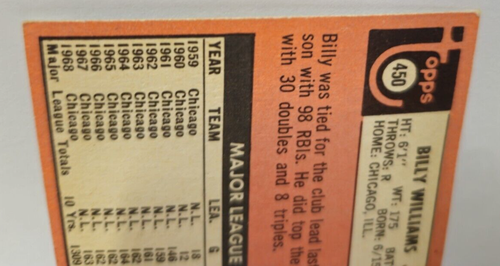 Topps
450
BILLY WILLIAMS
HT: 6'1" WT: 175 BAT
THROWS: R BORN: 6/15
HOME: CHICAGO, ILL.
Billy was tied for the club lead last
son with 98 RBIs. He did top the
with 30 doubles and 8 triples.
MAJOR LEAGUE
YEAR TEAM LEA. G
1959 Chicago N.L. 18
1960 Chicago N.L. 12
1961 Chicago N.L. 146
1962 Chicago N.L. 159
1963 Chicago N.L. 161
1964 Chicago N.L. 162
1965 Chicago N.L. 164
1966 Chicago N.L. 162
1967 Chicago N.L. 162
1968 Chicago N.L. 163
Major League Totals 10 Yrs. 1309